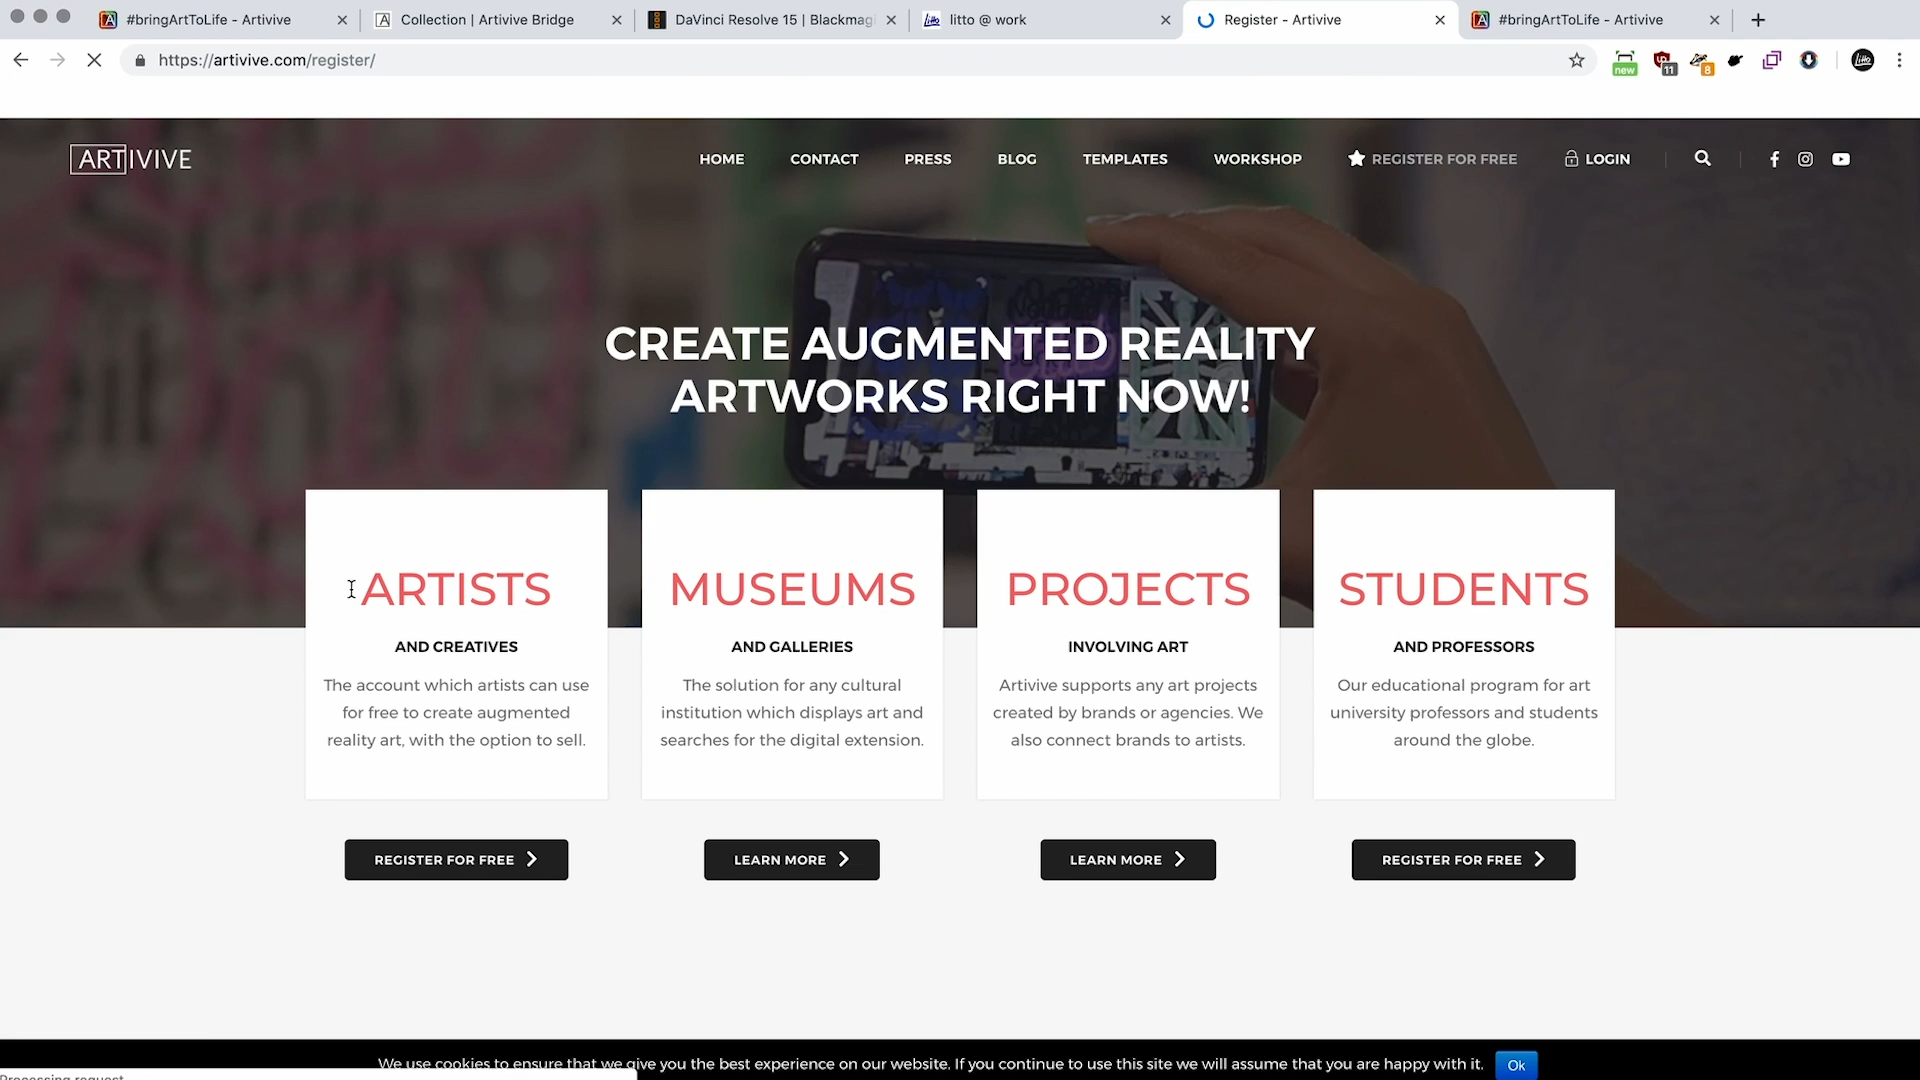 #bringArtToLife - Artivive
Collection | Artivive Bridge
DaVinci Resolve 15 | Blackmag
litto @ work
Register - Artivive
#bringArtToLife - Artivive
https://artivive.com/register/
new
11
8
litto
ARTIVIVE
HOME
CONTACT
PRESS
BLOG
TEMPLATES
WORKSHOP
REGISTER FOR FREE
LOGIN
CREATE AUGMENTED REALITY
ARTWORKS RIGHT NOW!
ARTISTS
AND CREATIVES
The account which artists can use
for free to create augmented
reality art, with the option to sell.
REGISTER FOR FREE
MUSEUMS
AND GALLERIES
The solution for any cultural
institution which displays art and
searches for the digital extension.
LEARN MORE
PROJECTS
INVOLVING ART
Artivive supports any art projects
created by brands or agencies. We
also connect brands to artists.
LEARN MORE
STUDENTS
AND PROFESSORS
Our educational program for art
university professors and students
around the globe.
REGISTER FOR FREE
We use cookies to ensure that we give you the best experience on our website. If you continue to use this site we will assume that you are happy with it.
Ok
Processing request